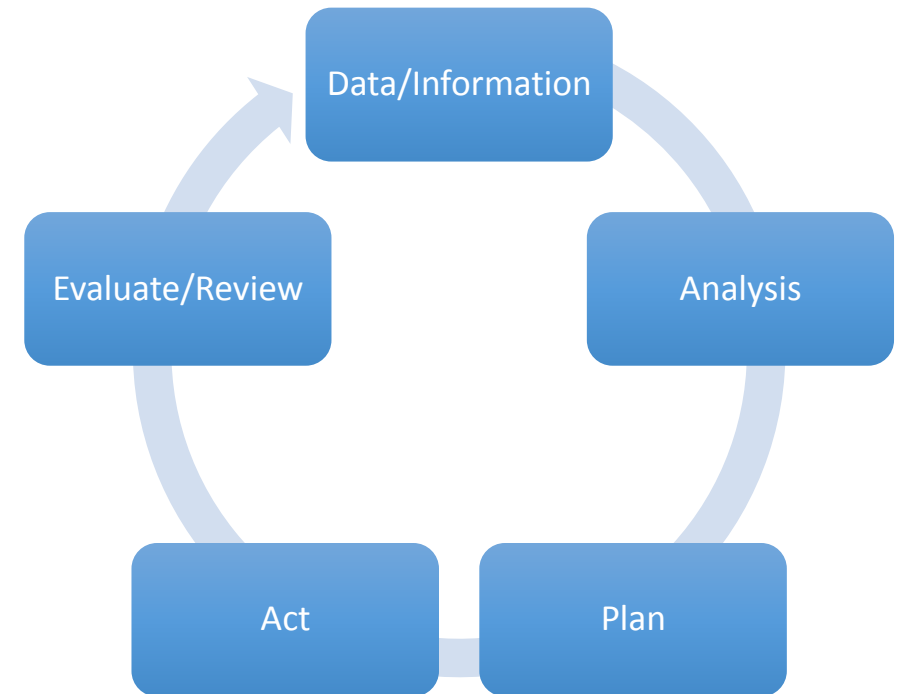 Data/Information
Analysis
Plan
Act
Evaluate/Review